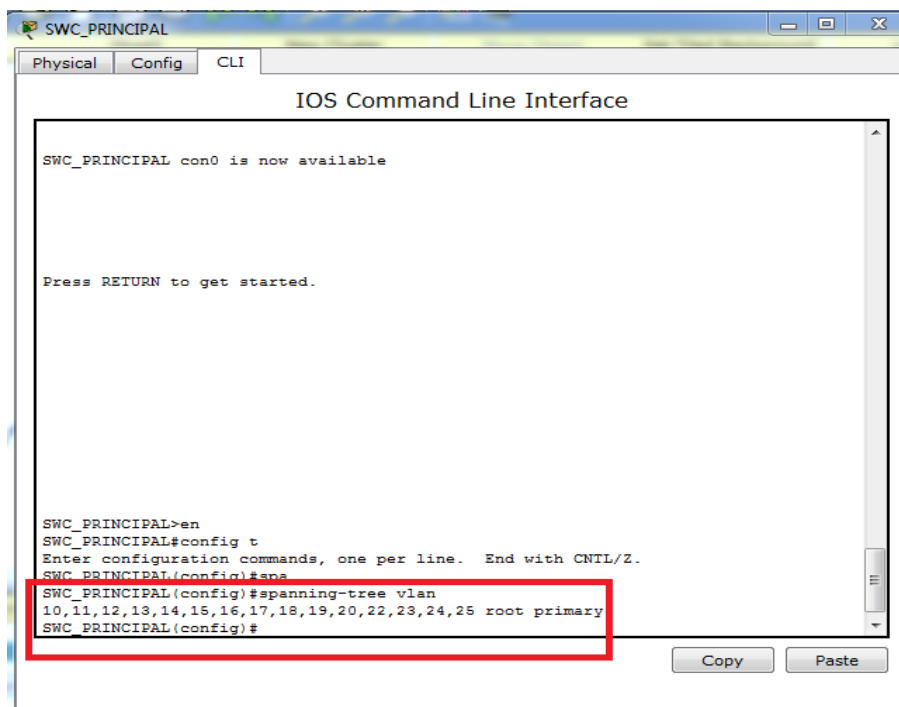 SWC_PRINCIPAL
Physical Config CLI
IOS Command Line Interface
SWC_PRINCIPAL con0 is now available
Press RETURN to get started.
SWC_PRINCIPAL>en
SWC_PRINCIPAL#config t
Enter configuration commands, one per line. End with CNTL/Z.
SWC_PRINCIPAL(config)#spa
SWC_PRINCIPAL(config)#spanning-tree vlan
10,11,12,13,14,15,16,17,18,19,20,22,23,24,25 root primary
SWC_PRINCIPAL(config)#
Copy Paste